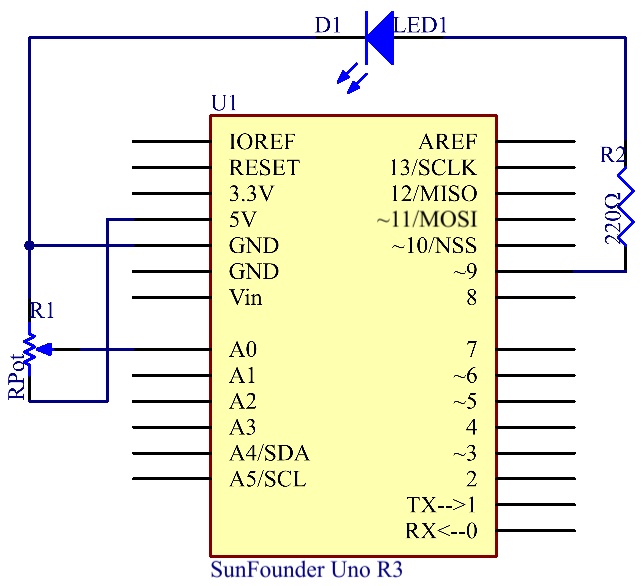 D1
LED1
U1
IOREF
AREF
RESET
13/SCLK
R2
3.3V
12/MISO
5V
~11/MOSI
220Ω
GND
~10/NSS
GND
~9
Vin
8
R1
A0
7
RPot
A1
~6
A2
~5
A3
4
A4/SDA
~3
A5/SCL
2
TX-->1
RX<--0
SunFounder Uno R3